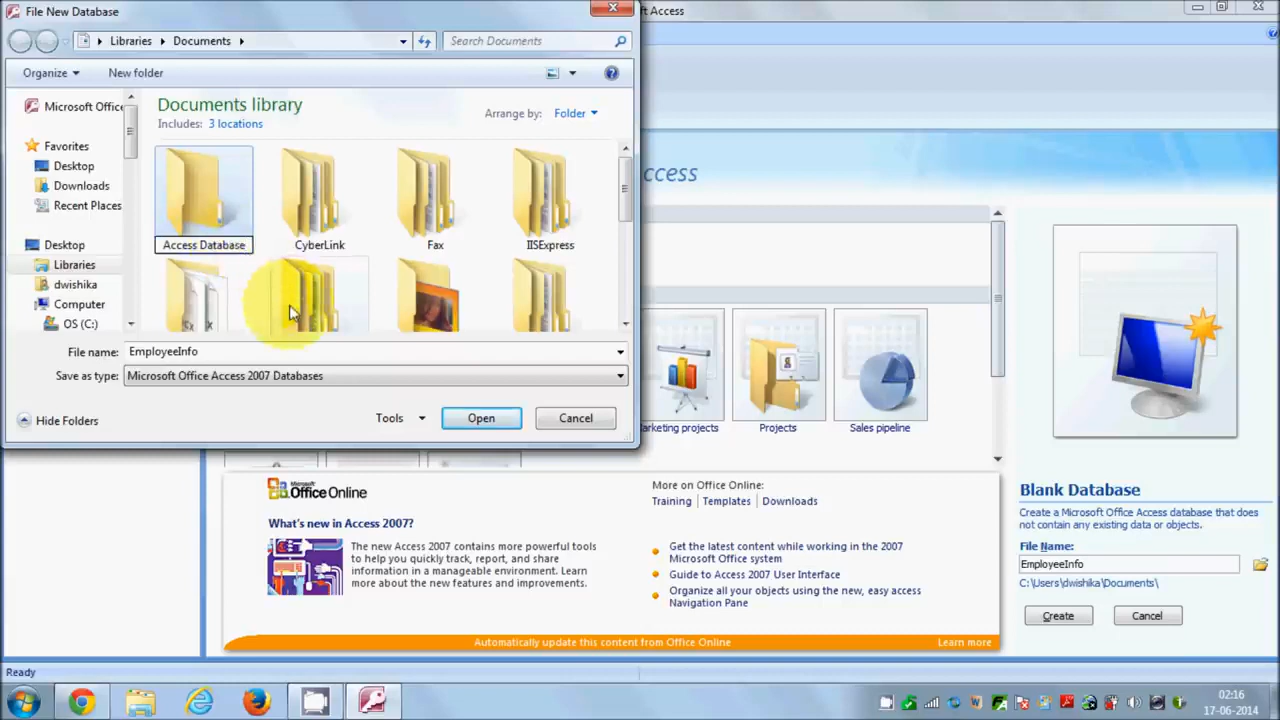 File New Database
Microsoft Access
Libraries
Documents
Search Documents
Organize
New folder
Microsoft Office
Favorites
Desktop
Downloads
Recent Places
Desktop
Libraries
dwishika
Computer
OS (C:)
Documents library
Includes: 3 locations
Arrange by: Folder
Access Database
CyberLink
Fax
IISExpress
File name: EmployeeInfo
Save as type: Microsoft Office Access 2007 Databases
Hide Folders
Tools
Open
Cancel
ccess
Marketing projects
Projects
Sales pipeline
Office Online
What's new in Access 2007?
The new Access 2007 contains more powerful tools
to help you quickly track, report, and share
information in a manageable environment. Learn
more about the new features and improvements.
More on Office Online:
Training | Templates | Downloads
Get the latest content while working in the 2007
Microsoft Office system
Guide to Access 2007 User Interface
Organize all your objects using the new, easy access
Navigation Pane
Automatically update this content from Office Online
Learn more
Blank Database
Create a Microsoft Office Access database that does
not contain any existing data or objects.
File Name:
EmployeeInfo
C:\Users\dwishika\Documents\
Create
Cancel
Ready
02:16
17-06-2014